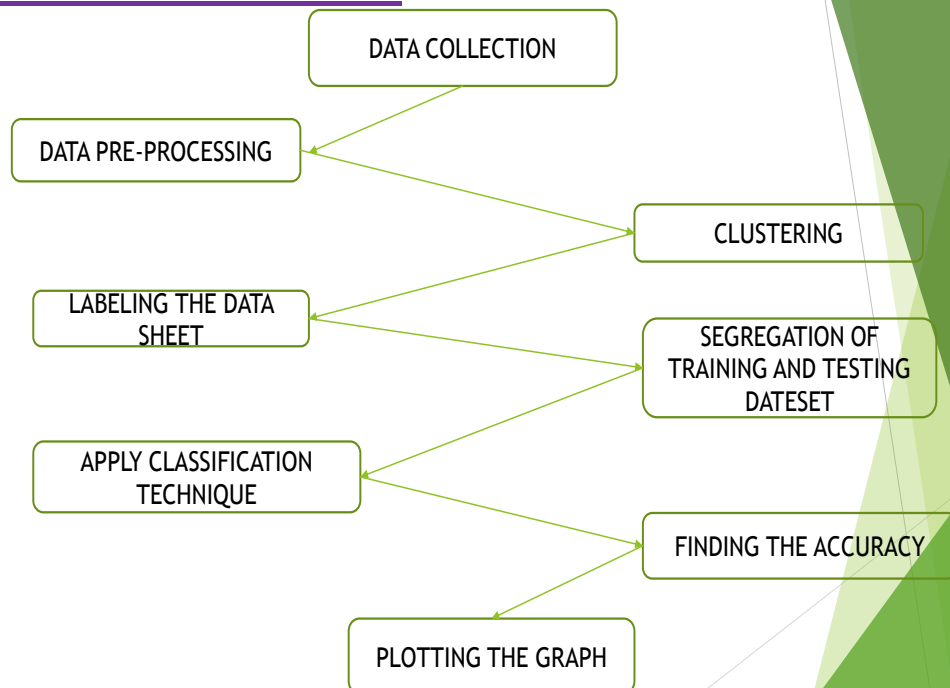 DATA COLLECTION
DATA PRE-PROCESSING
CLUSTERING
LABELING THE DATA
SHEET
SEGREGATION OF
TRAINING AND TESTING
DATESET
APPLY CLASSIFICATION
TECHNIQUE
FINDING THE ACCURACY
PLOTTING THE GRAPH